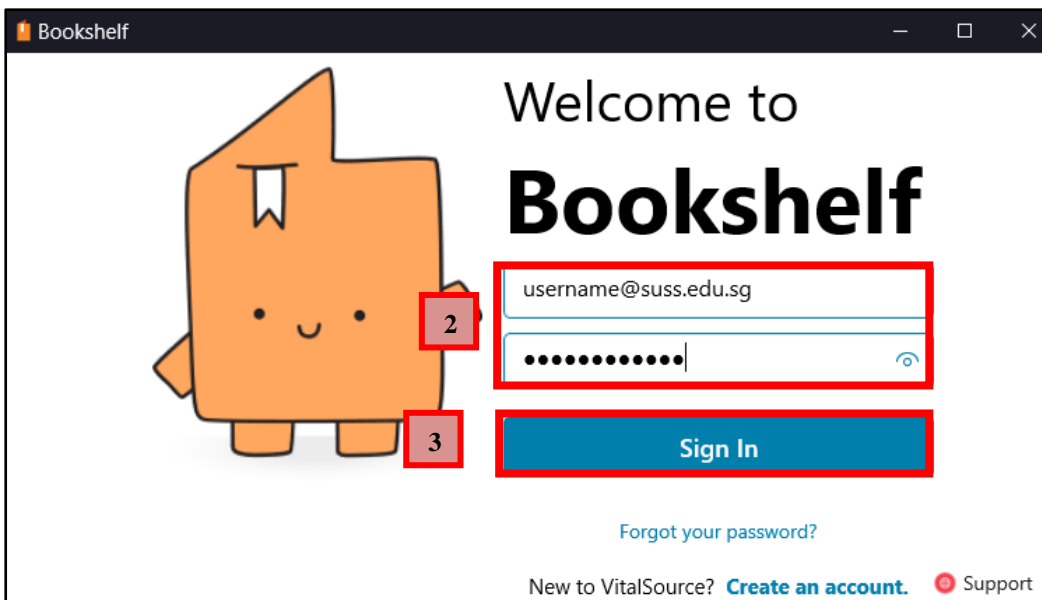 Bookshelf
Welcome to
Bookshelf
username@suss.edu.sg
2
••••••••••••
3
Sign In
Forgot your password?
New to VitalSource? Create an account.
Support